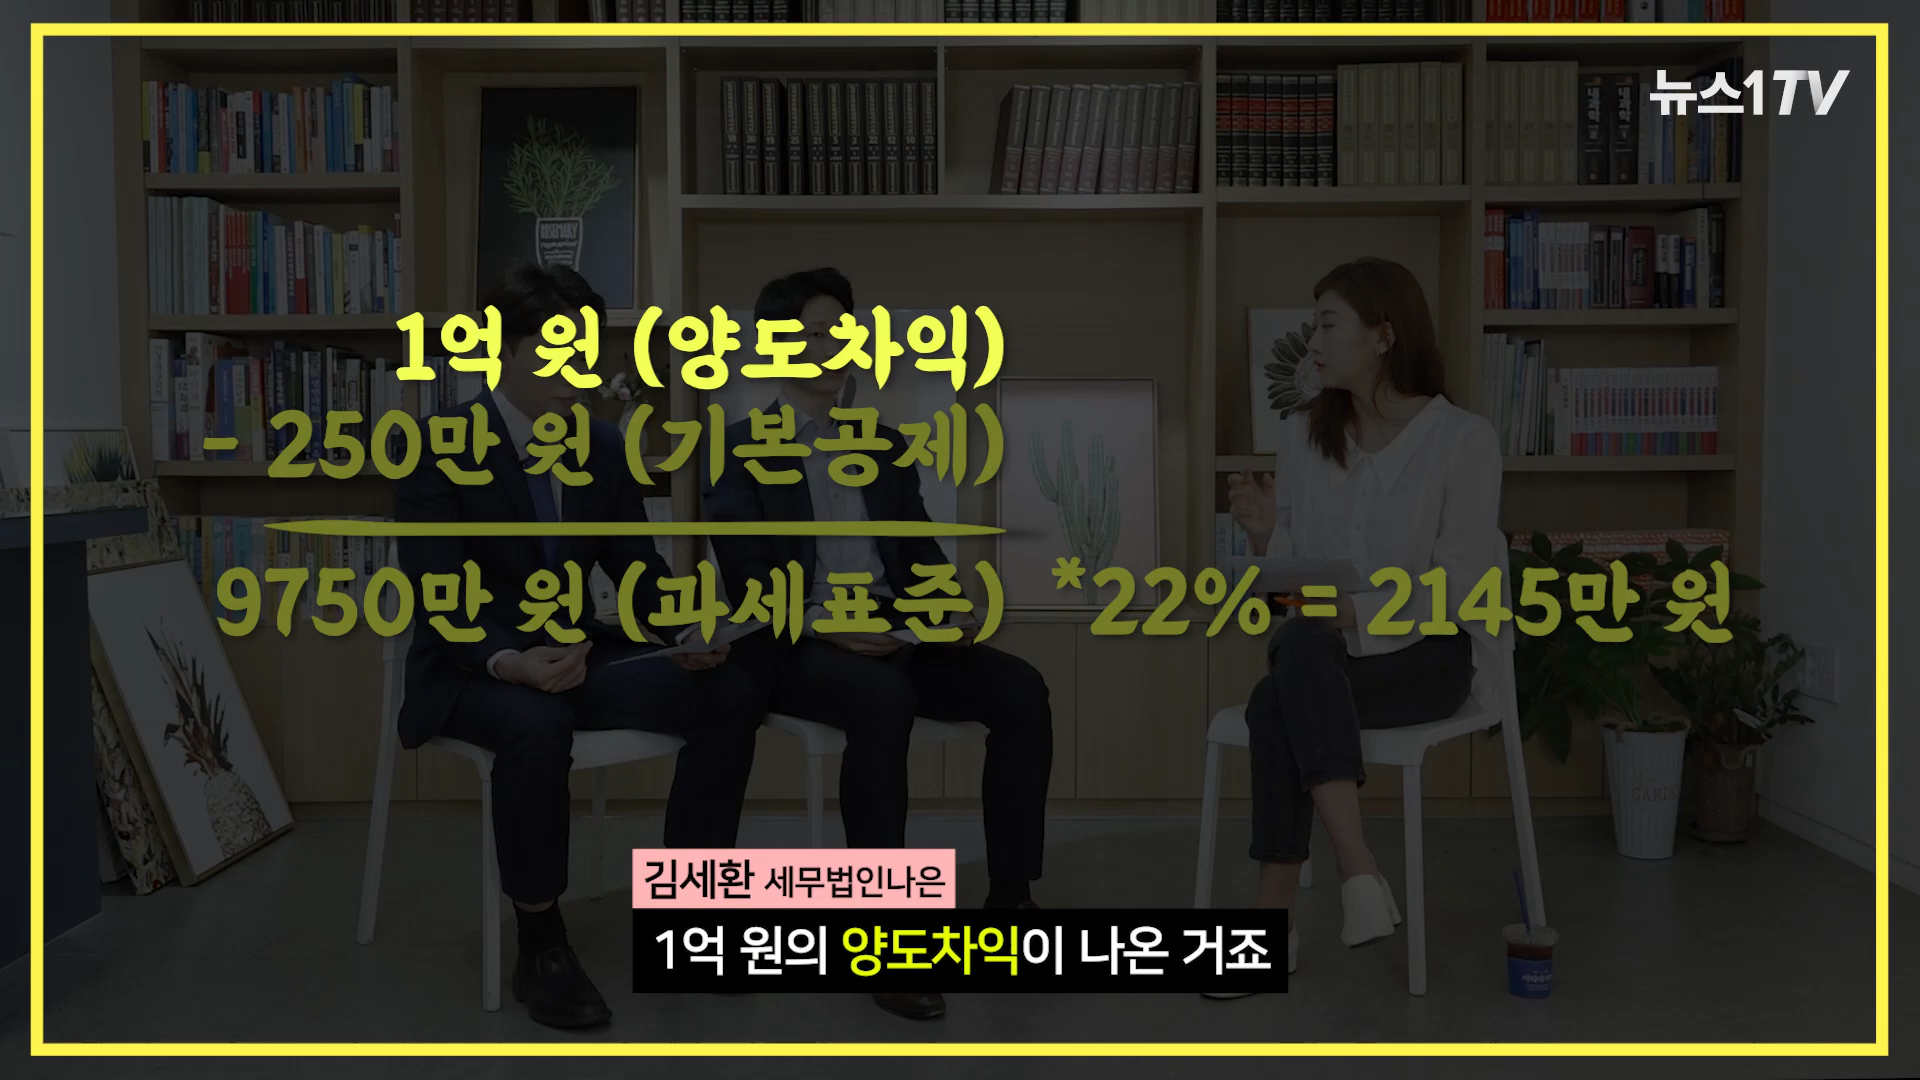 뉴스1TV
ROSEMARY
1억 원 (양도차익)
- 250만 원 (기본공제)
9750만 원 (과세표준) *22% = 2145만 원
김세환 세무법인나은
1억 원의 양도차익이 나온 거죠